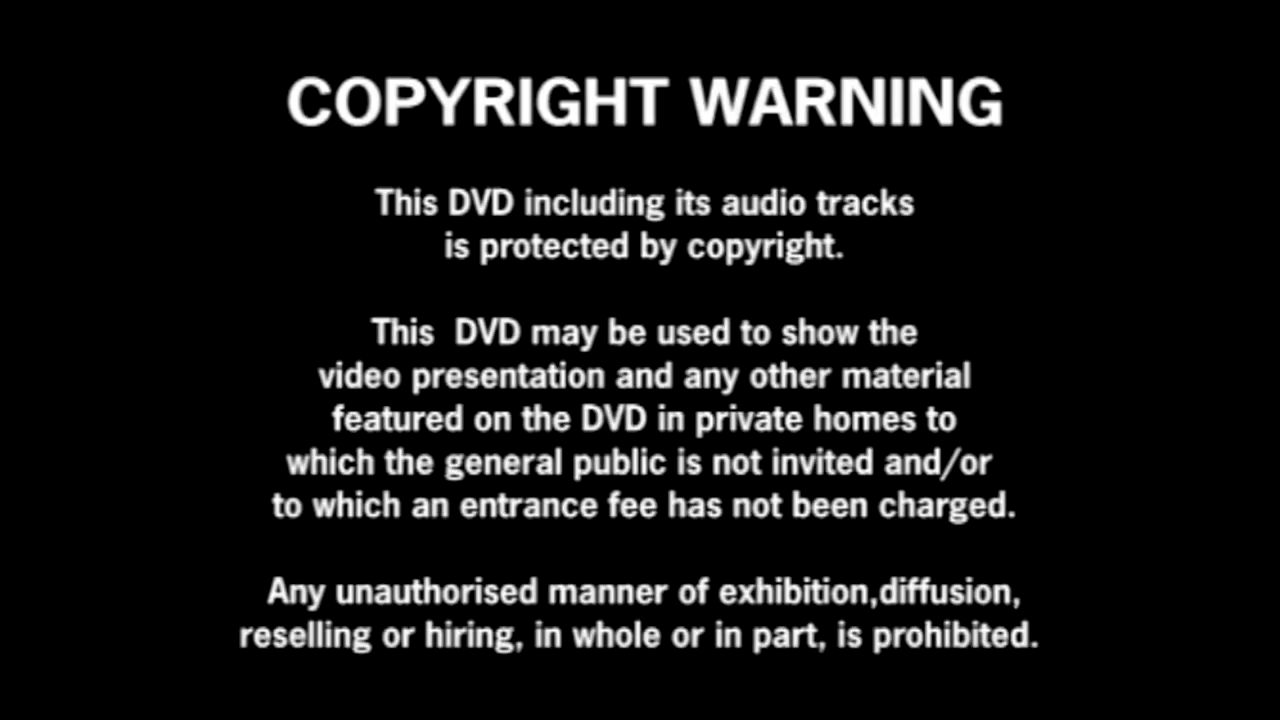 COPYRIGHT WARNING
This DVD including its audio tracks
is protected by copyright.
This  DVD may be used to show the
video presentation and any other material
featured on the DVD in private homes to
which the general public is not invited and/or
to which an entrance fee has not been charged.
Any unauthorised manner of exhibition,diffusion,
reselling or hiring, in whole or in part, is prohibited.